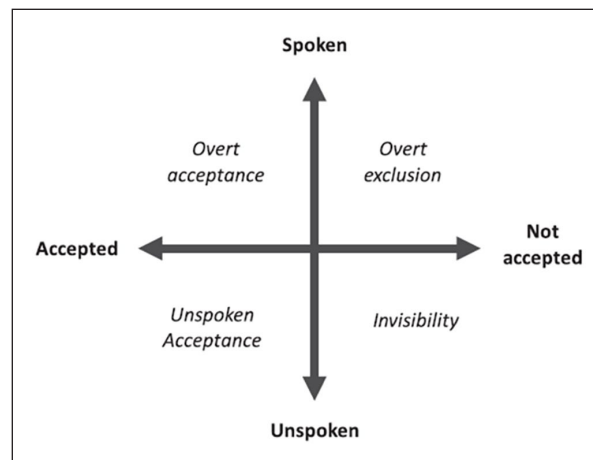 Spoken
Overt
acceptance
Overt
exclusion
Accepted
Not
accepted
Unspoken
Acceptance
Invisibility
Unspoken